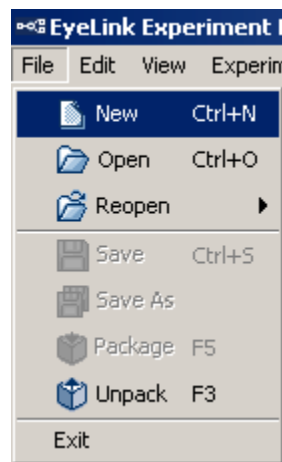 EyeLink Experiment
File Edit View Experim
New Ctrl+N
Open Ctrl+O
Reopen
Save Ctrl+S
Save As
Package F5
Unpack F3
Exit